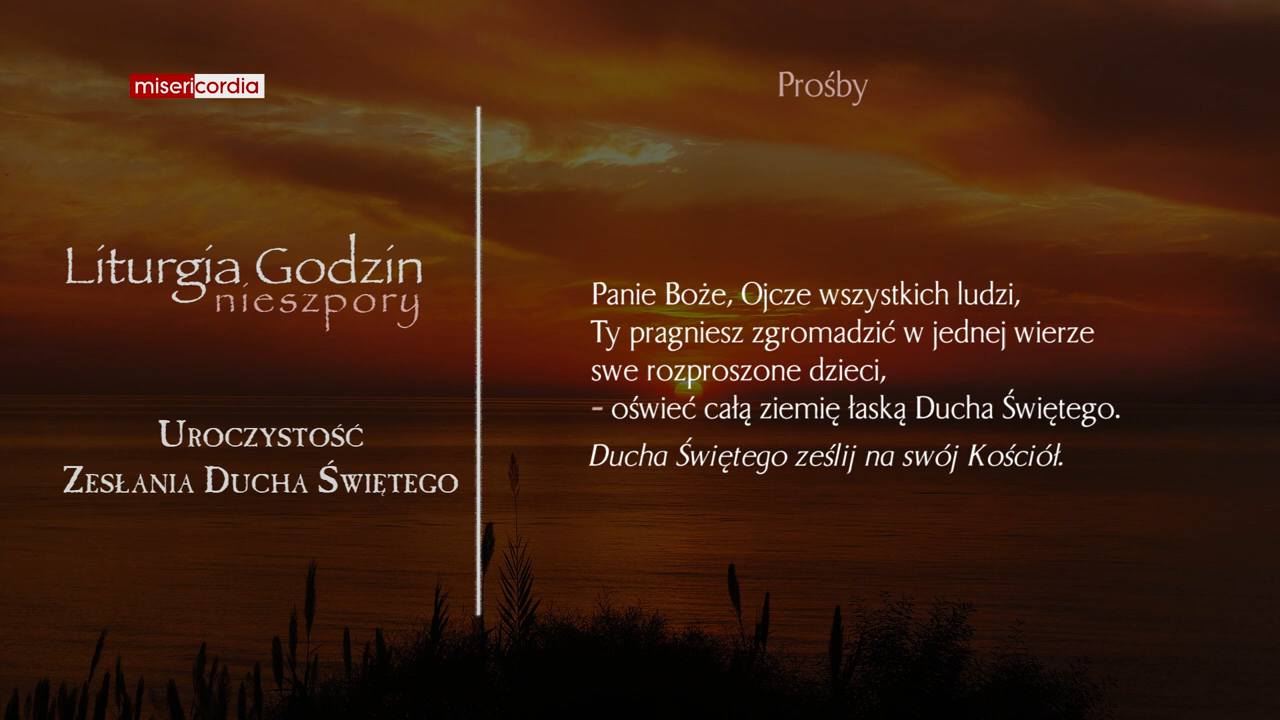 misericordia
Liturgia Godzin
nieszpory
Uroczystość
Zesłania Ducha Świętego
Prośby
Panie Boże, Ojcze wszystkich ludzi,
Ty pragniesz zgromadzić w jednej wierze
swe rozproszone dzieci,
- oświeć całą ziemię łaską Ducha Świętego.
Ducha Świętego ześlij na swój Kościół.